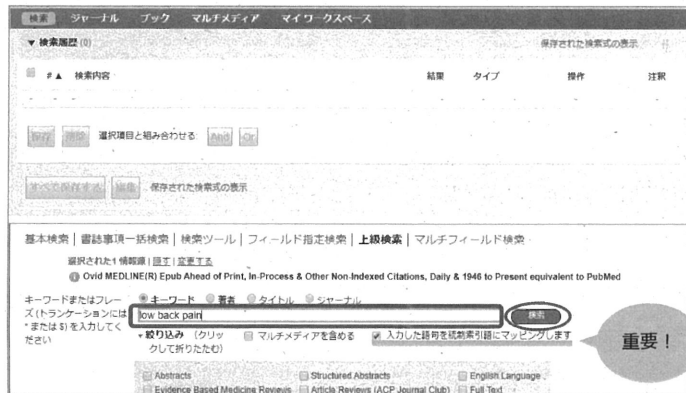 検索 ジャーナル ブック マルチメディア マイワークスペース
▼ 検索履歴 (0) 保存された検索式の表示
# ▲ 検索内容 結果 タイプ 操作 注釈
保存 削除 選択項目と組み合わせる And Or
すべて保存する 編集 保存された検索式の表示
基本検索 | 書誌事項一括検索 | 検索ツール | フィールド指定検索 | 上級検索 | マルチフィールド検索
選択された1 情報源 | 隠す | 変更する
Ovid MEDLINE(R) Epub Ahead of Print, In-Process & Other Non-Indexed Citations, Daily & 1946 to Present equivalent to PubMed
キーワードまたはフレーズ(トランケーションには * または $) を入力してください
キーワード 著者 タイトル ジャーナル
low back pain 検索
▾ 絞り込み (クリックして折りたたむ) マルチメディアを含める 入力した語句を統制索引語にマッピングします
重要!
Abstracts Structured Abstracts English Language
Evidence Based Medicine Reviews Article Reviews (ACP Journal Club) Full Text